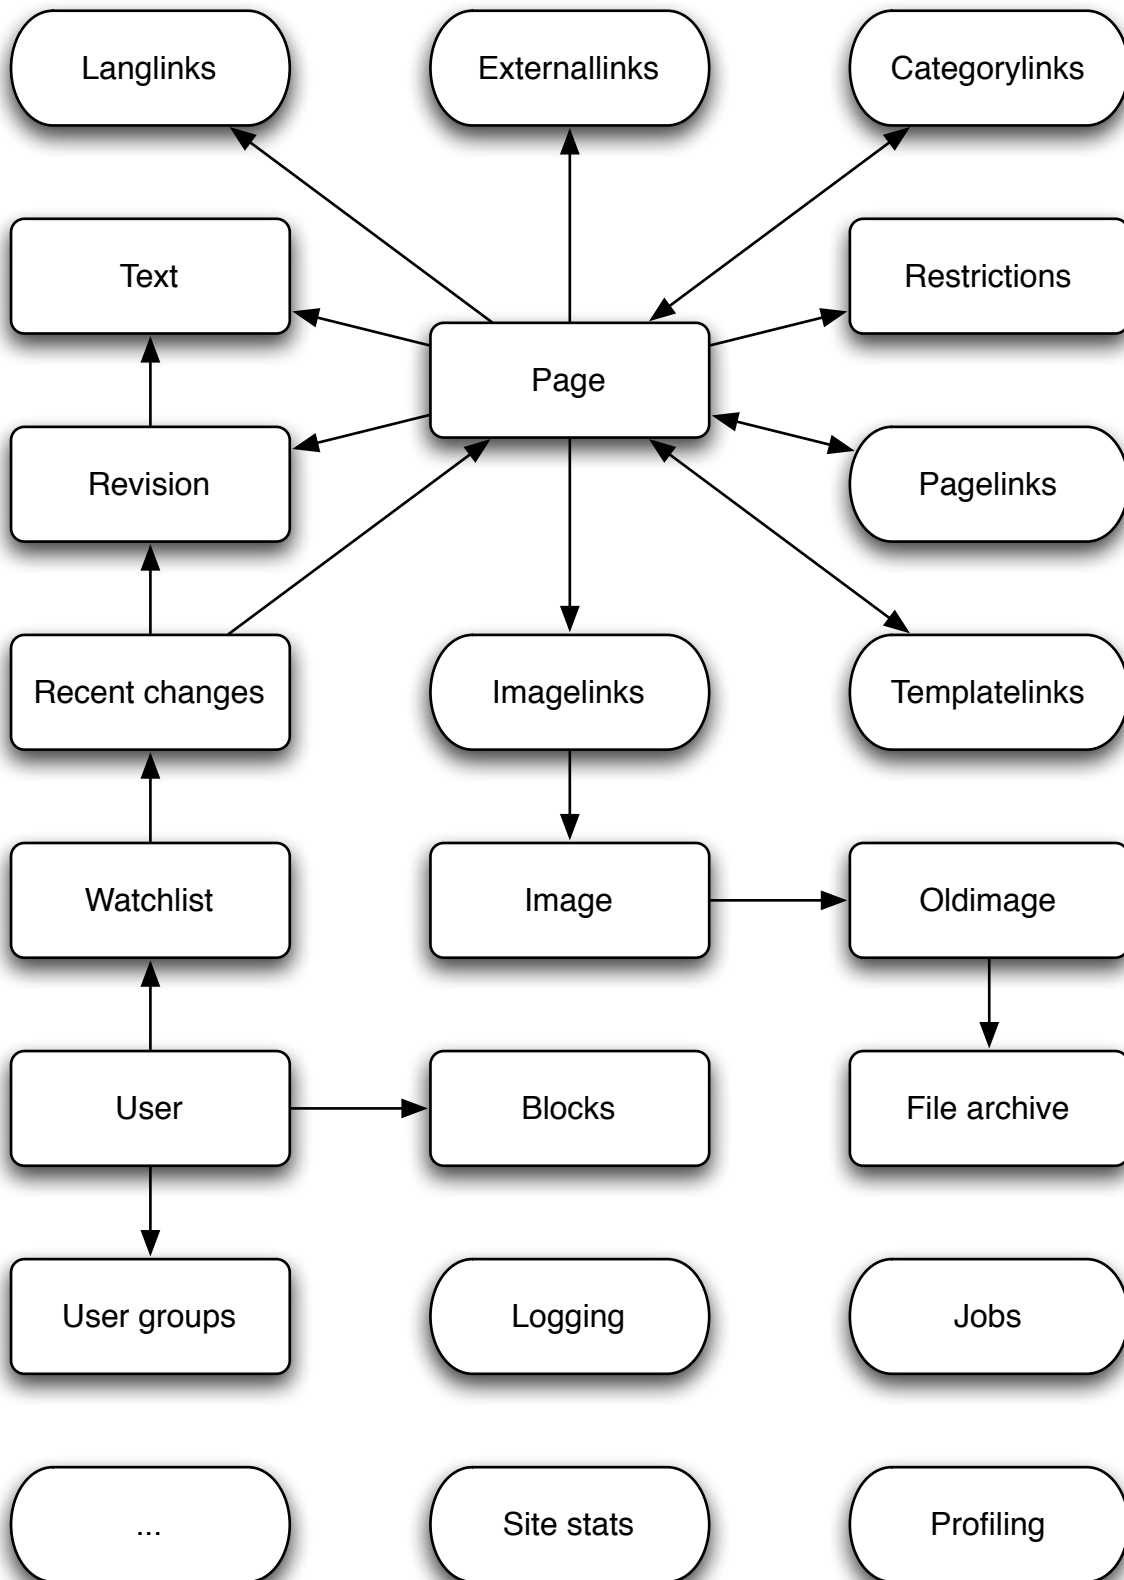 Langlinks
Externallinks
Categorylinks
Text
Restrictions
Page
Revision
Pagelinks
Recent changes
Imagelinks
Templatelinks
Watchlist
Image
Oldimage
User
Blocks
File archive
User groups
Logging
Jobs
...
Site stats
Profiling